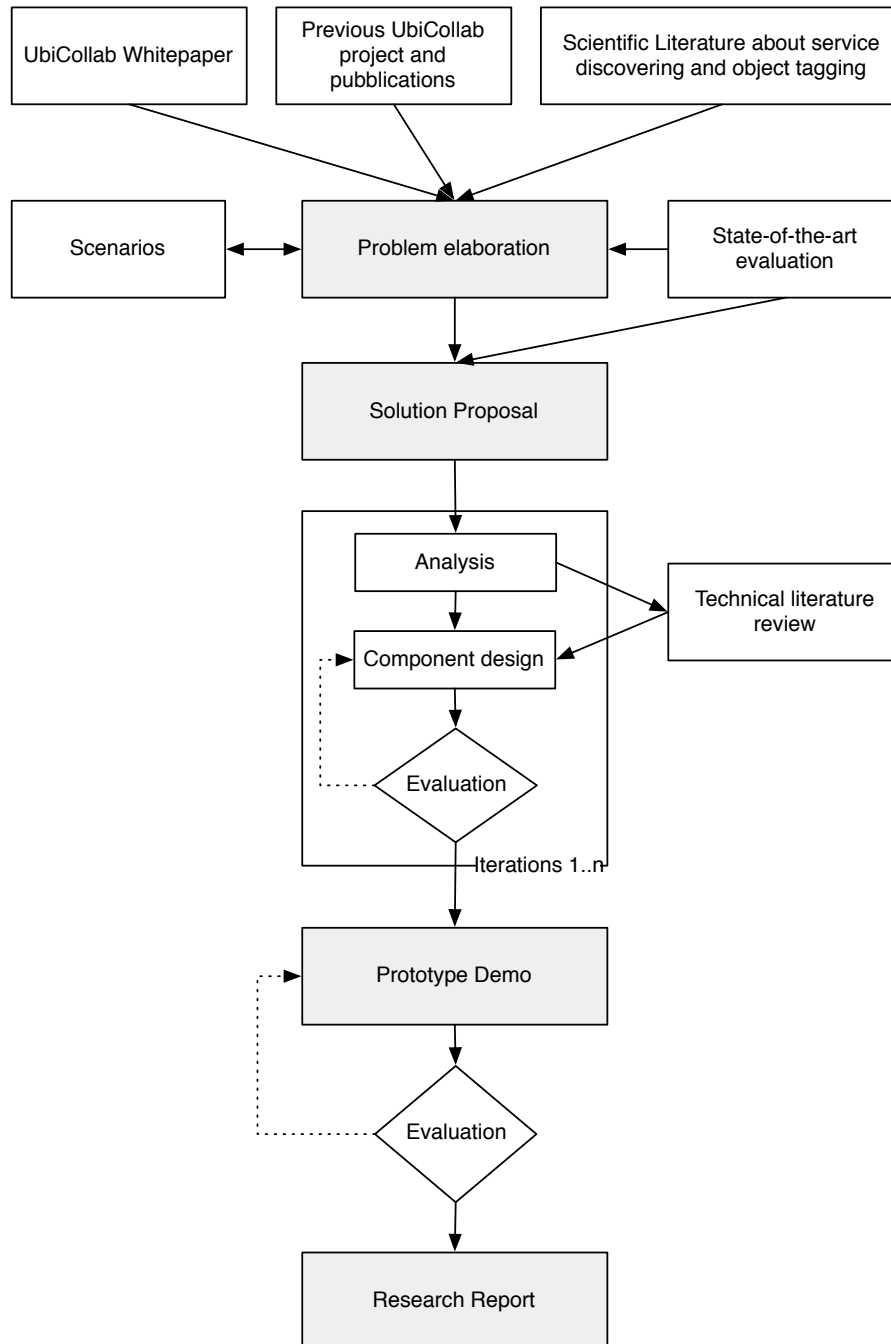 UbiCollab Whitepaper
Previous UbiCollab
project and
pubblications
Scientific Literature about service
discovering and object tagging
Scenarios
Problem elaboration
State-of-the-art
evaluation
Solution Proposal
Analysis
Technical literature
review
Component design
Evaluation
Iterations 1..n
Prototype Demo
Evaluation
Research Report